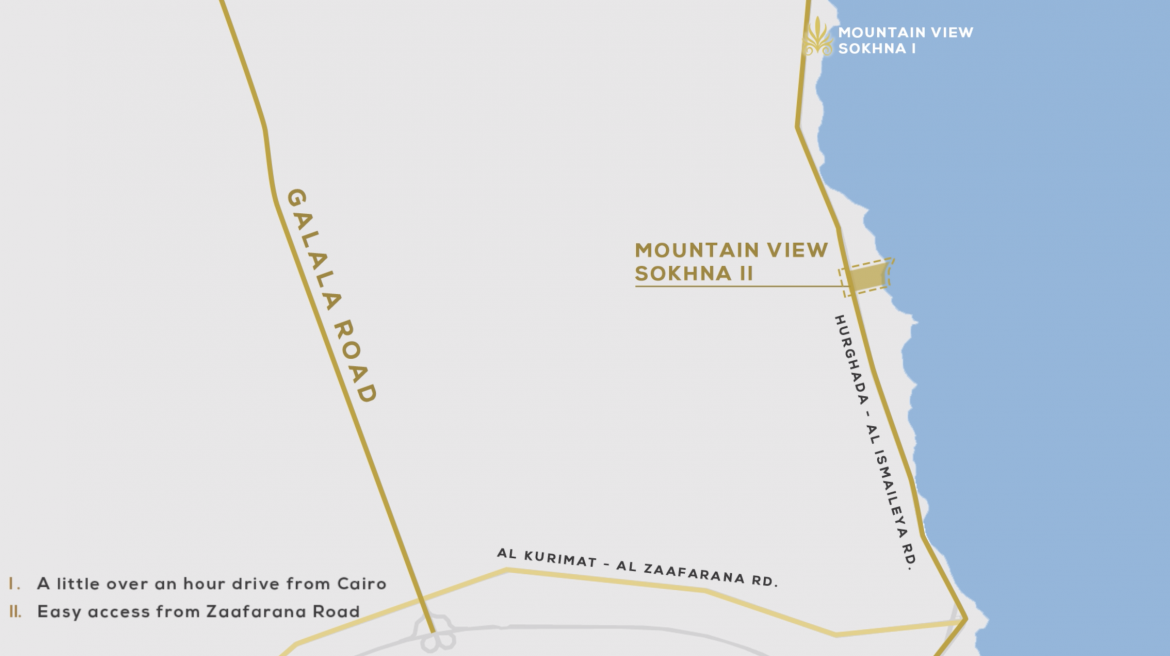 MOUNTAIN VIEW
SOKHNA I
GALALA ROAD
MOUNTAIN VIEW
SOKHNA II
HURGHADA - AL ISMAILEYA RD.
AL KURIMAT - AL ZAAFARANA RD.
I. A little over an hour drive from Cairo
II. Easy access from Zaafarana Road